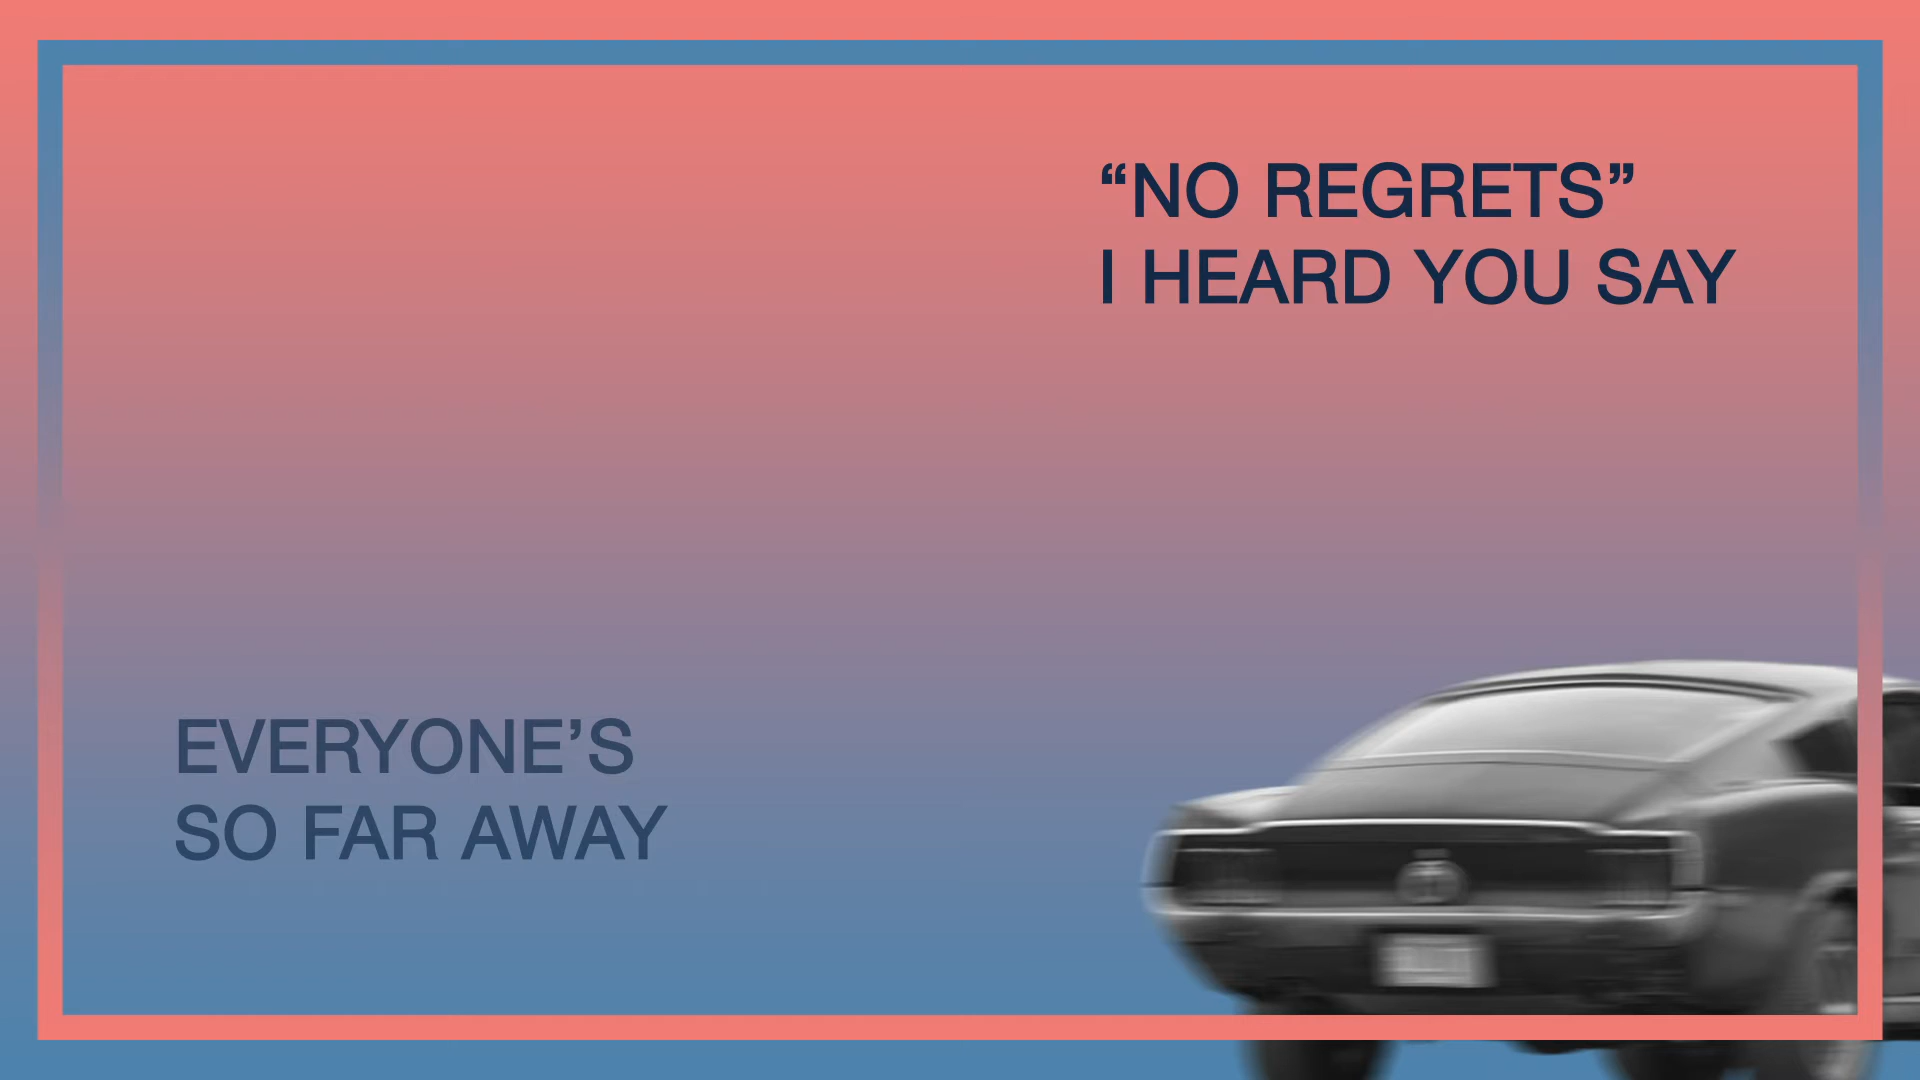 “NO REGRETS”
I HEARD YOU SAY
EVERYONE’S
SO FAR AWAY